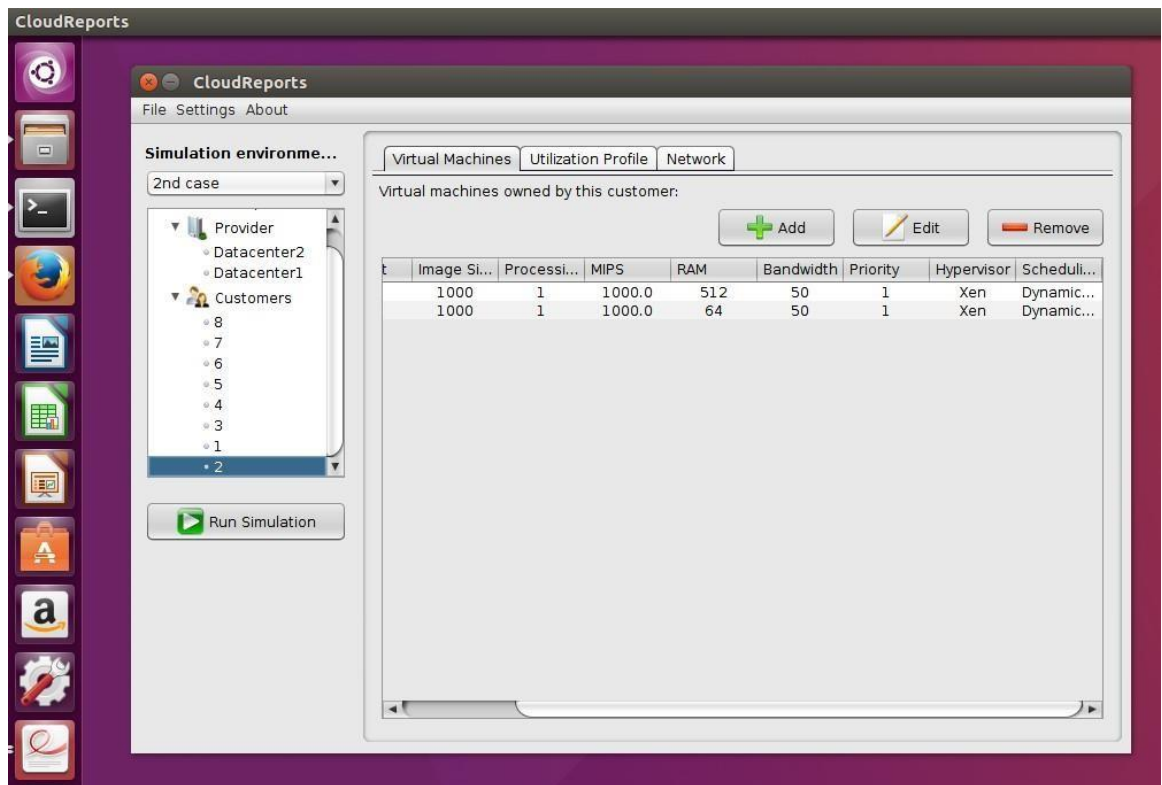 CloudReports
CloudReports
File Settings About
Simulation environme...
2nd case
Provider
Datacenter2
Datacenter1
Customers
8
7
6
5
4
3
1
2
Run Simulation
Virtual Machines Utilization Profile Network
Virtual machines owned by this customer:
Add Edit Remove
t Image Si... Processi... MIPS RAM Bandwidth Priority Hypervisor Scheduli...
1000 1 1000.0 512 50 1 Xen Dynamic...
1000 1 1000.0 64 50 1 Xen Dynamic...